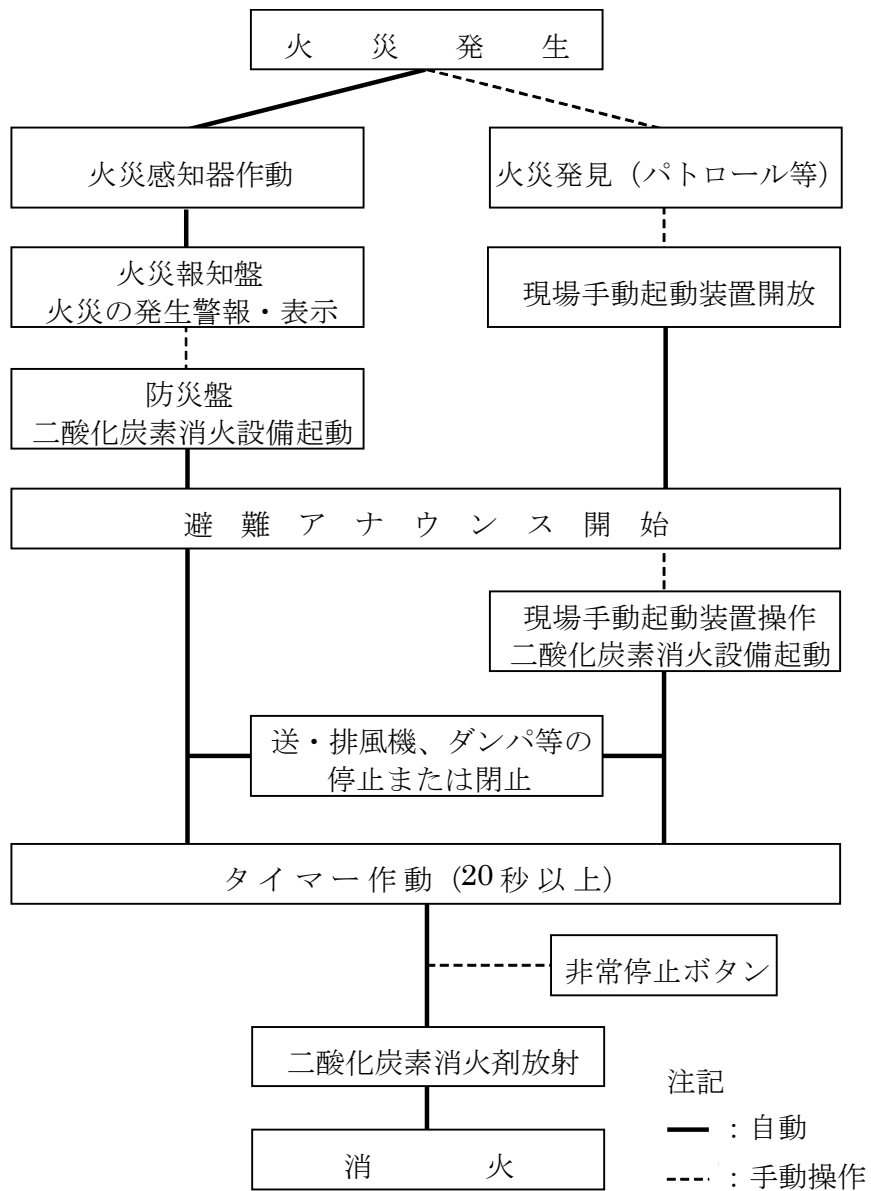 火災発生
火災感知器作動
火災発見（パトロール等）
火災報知盤
火災の発生警報・表示
現場手動起動装置開放
防災盤
二酸化炭素消火設備起動
避難アナウンス開始
現場手動起動装置操作
二酸化炭素消火設備起動
送・排風機、ダンパ等の
停止または閉止
タイマー作動（20秒以上）
非常停止ボタン
二酸化炭素消火剤放射
消火
注記
：自動
：手動操作